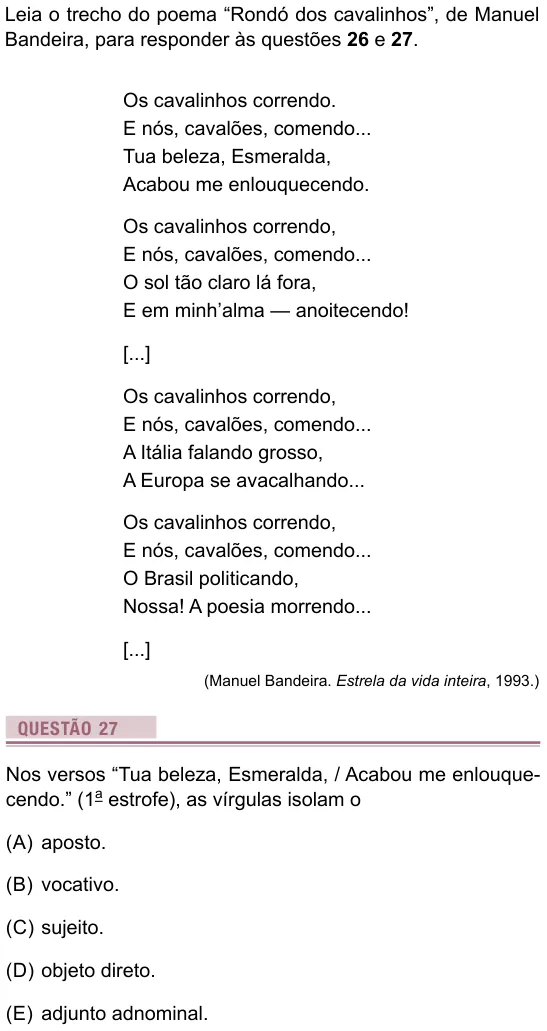 Leia o trecho do poema “Rondó dos cavalinhos”, de Manuel
Bandeira, para responder às questões 26 e 27.
Os cavalinhos correndo.
E nós, cavalões, comendo...
Tua beleza, Esmeralda,
Acabou me enlouquecendo.
Os cavalinhos correndo,
E nós, cavalões, comendo...
O sol tão claro lá fora,
E em minh’alma — anoitecendo!
[...]
Os cavalinhos correndo,
E nós, cavalões, comendo...
A Itália falando grosso,
A Europa se avacalhando...
Os cavalinhos correndo,
E nós, cavalões, comendo...
O Brasil politicando,
Nossa! A poesia morrendo...
[...]
(Manuel Bandeira. Estrela da vida inteira, 1993.)
QUESTÃO 27
Nos versos “Tua beleza, Esmeralda, / Acabou me enlouque-
cendo.” (1ª estrofe), as vírgulas isolam o
(A) aposto.
(B) vocativo.
(C) sujeito.
(D) objeto direto.
(E) adjunto adnominal.